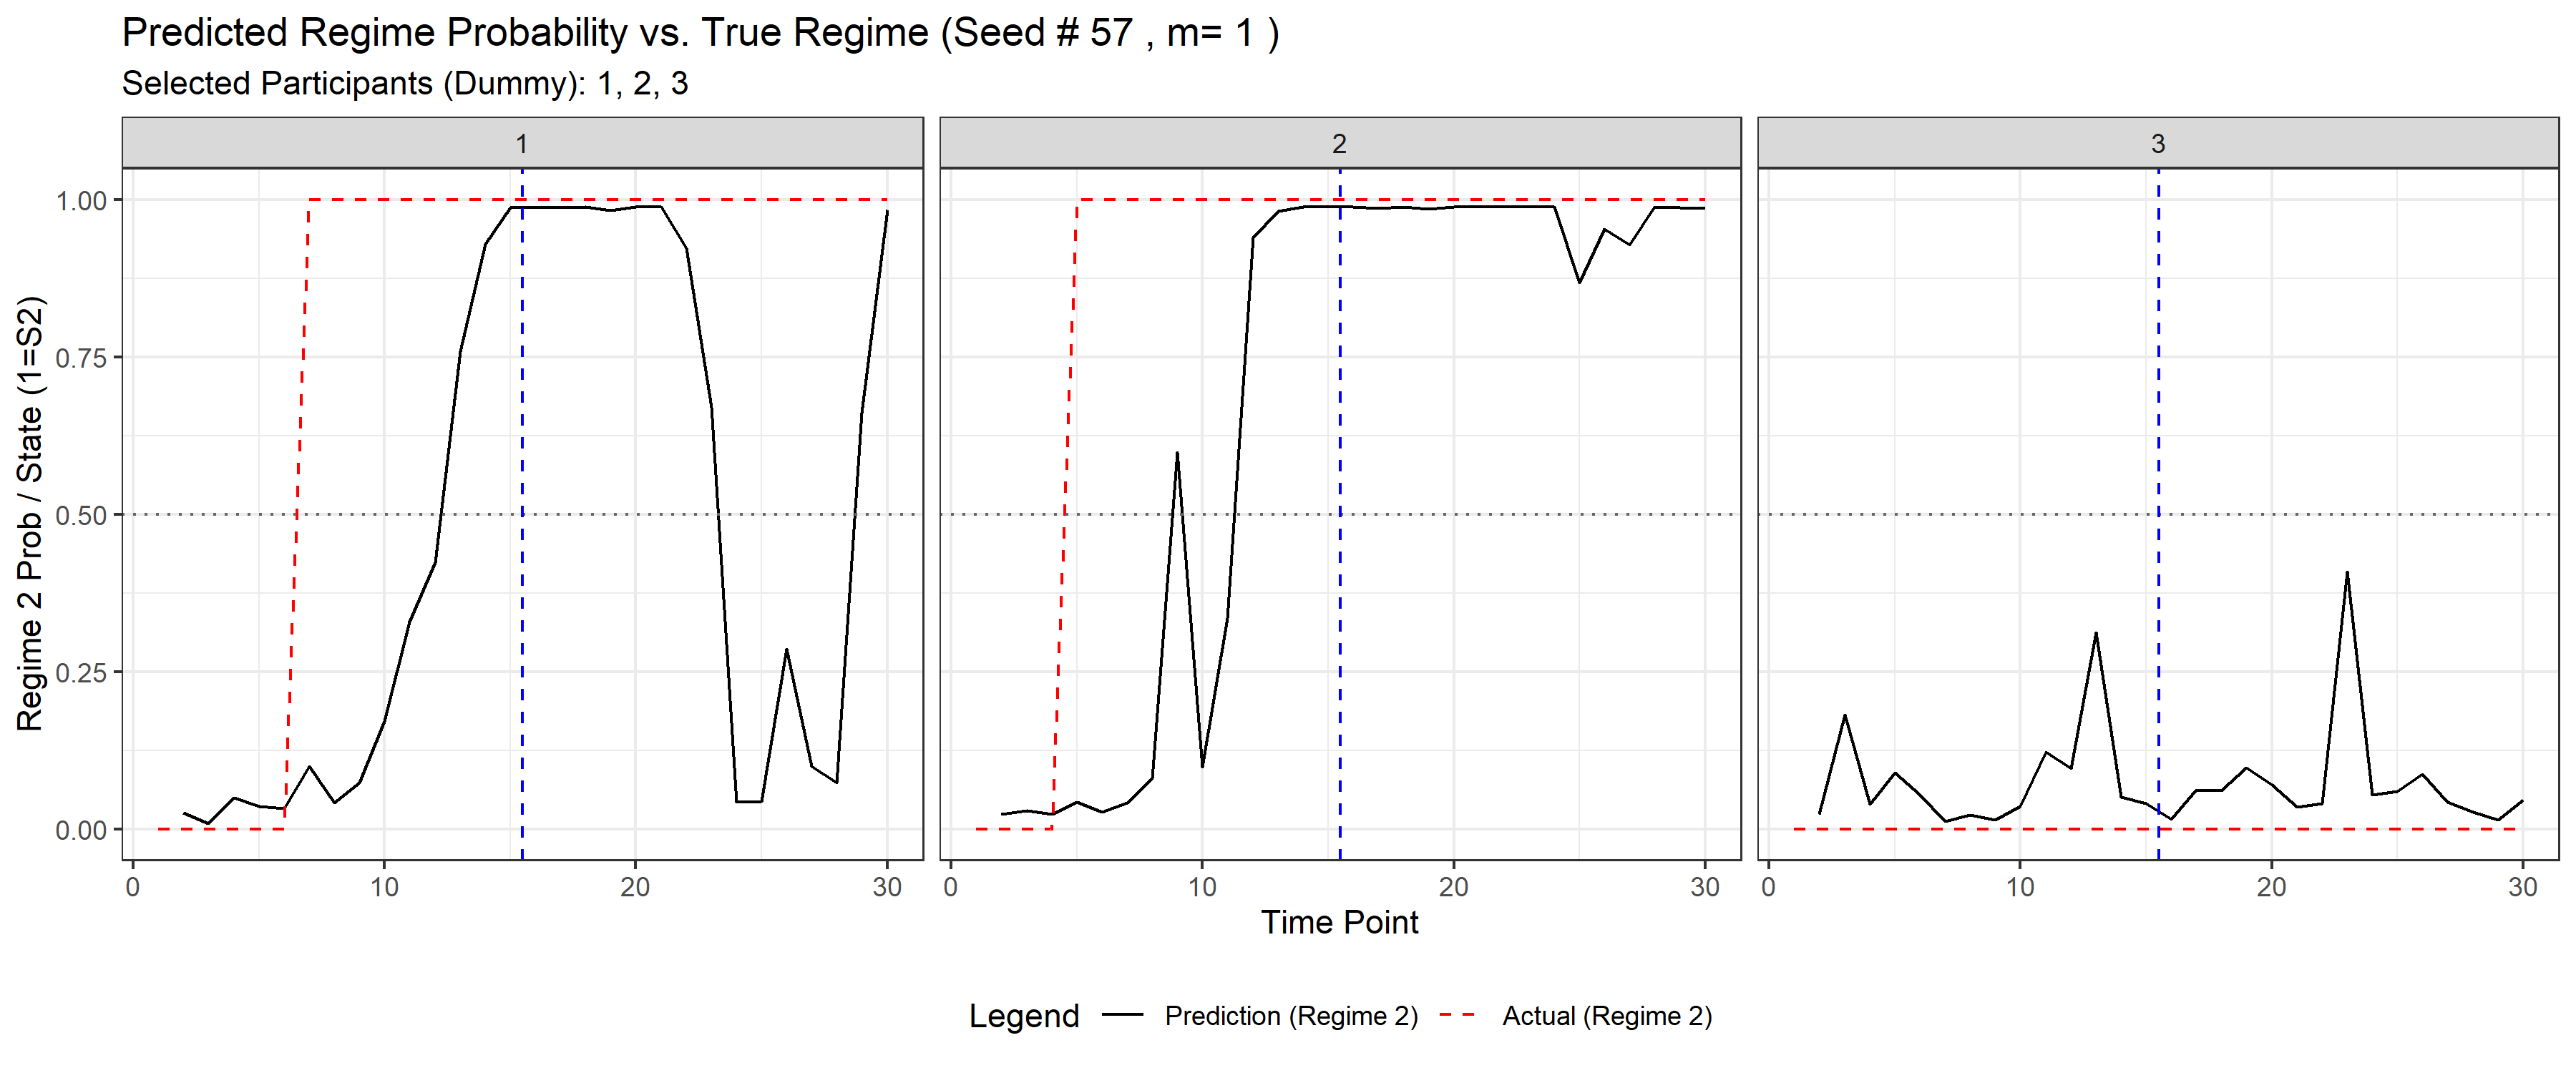 Predicted Regime Probability vs. True Regime (Seed # 57 , m= 1 )
Selected Participants (Dummy): 1, 2, 3
1 2 3
Regime 2 Prob / State (1=S2)
1.00
0.75
0.50
0.25
0.00
0 10 20 30 0 10 20 30 0 10 20 30
Time Point
Legend Prediction (Regime 2) Actual (Regime 2)